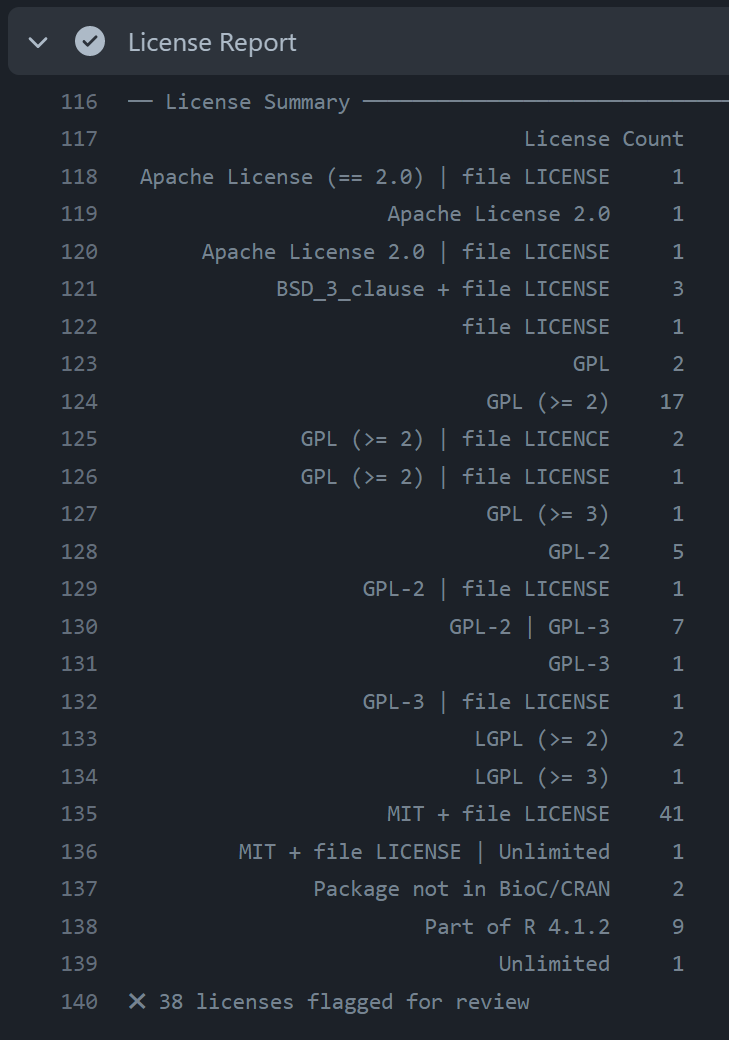 License Report
116 ── License Summary ──────────────────────────────
117 License Count
118 Apache License (== 2.0) | file LICENSE 1
119 Apache License 2.0 1
120 Apache License 2.0 | file LICENSE 1
121 BSD_3_clause + file LICENSE 3
122 file LICENSE 1
123 GPL 2
124 GPL (>= 2) 17
125 GPL (>= 2) | file LICENCE 2
126 GPL (>= 2) | file LICENSE 1
127 GPL (>= 3) 1
128 GPL-2 5
129 GPL-2 | file LICENSE 1
130 GPL-2 | GPL-3 7
131 GPL-3 1
132 GPL-3 | file LICENSE 1
133 LGPL (>= 2) 2
134 LGPL (>= 3) 1
135 MIT + file LICENSE 41
136 MIT + file LICENSE | Unlimited 1
137 Package not in BioC/CRAN 2
138 Part of R 4.1.2 9
139 Unlimited 1
140 ✕ 38 licenses flagged for review